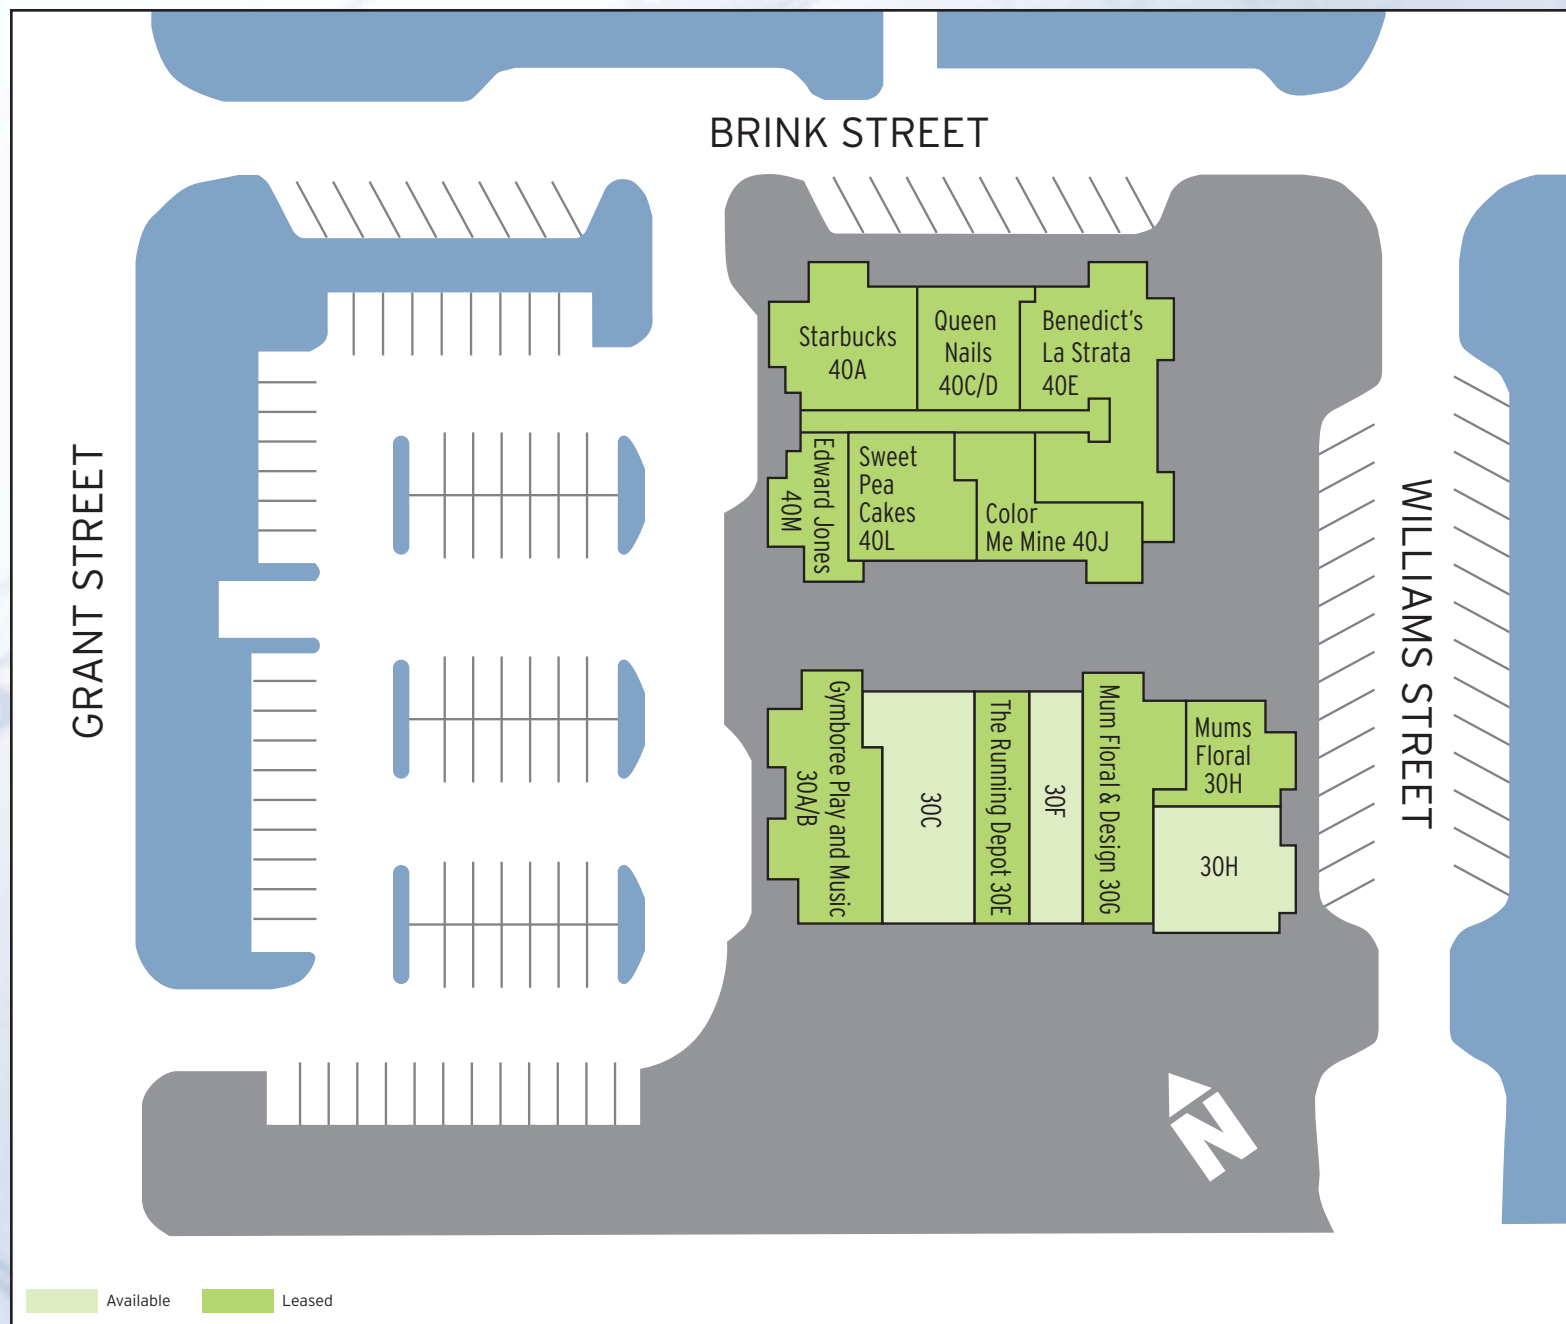 BRINK STREET
GRANT STREET
WILLIAMS STREET
Starbucks
40A
Queen
Nails
40C/D
Benedict's
La Strata
40E
Edward Jones
40M
Sweet
Pea
Cakes
40L
Color
Me Mine 40J
Gymboree Play and Music
30A/B
30C
The Running Depot 30E
30F
Mum Floral & Design 30G
Mums
Floral
30H
30H
N
Available
Leased